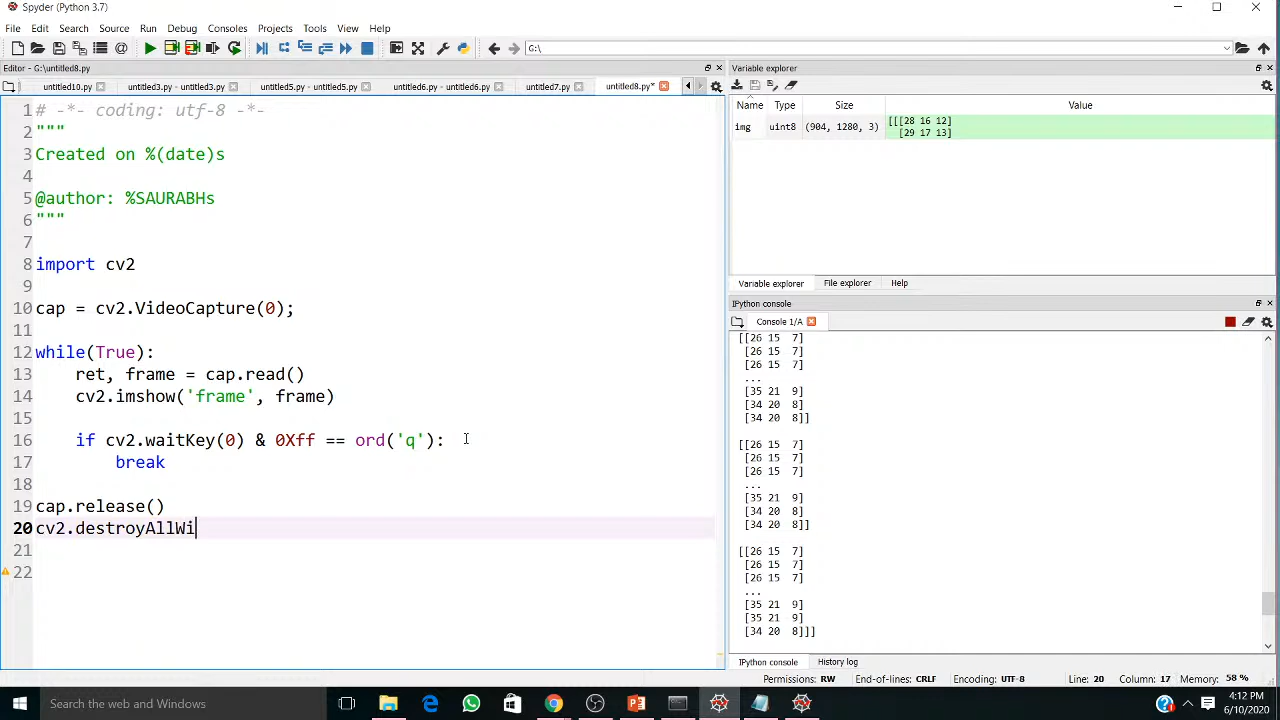 Spyder (Python 3.7)
File Edit Search Source Run Debug Consoles Projects Tools View Help
G:\
Editor - G:\untitled8.py
untitled10.py untitled3.py - untitled3.py untitled5.py - untitled5.py untitled6.py - untitled6.py untitled7.py untitled8.py*
1 # -*- coding: utf-8 -*-
2 """
3 Created on %(date)s
4
5 @author: %SAURABHs
6 """
7
8 import cv2
9
10 cap = cv2.VideoCapture(0);
11
12 while(True):
13 ret, frame = cap.read()
14 cv2.imshow('frame', frame)
15
16 if cv2.waitKey(0) & 0Xff == ord('q'):
17 break
18
19 cap.release()
20 cv2.destroyAllWi
21
22
Variable explorer
Name Type Size Value
img uint8 (904, 1280, 3) [[[28 16 12]
[29 17 13]
Variable explorer File explorer Help
IPython console
Console 1/A
[[26 15 7]
[26 15 7]
[26 15 7]
...
[35 21 9]
[34 20 8]
[34 20 8]]
[[26 15 7]
[26 15 7]
[26 15 7]
...
[35 21 9]
[34 20 8]
[34 20 8]]
[[26 15 7]
[26 15 7]
[26 15 7]
...
[35 21 9]
[35 21 9]
[34 20 8]]]
IPython console History log
Permissions: RW End-of-lines: CRLF Encoding: UTF-8 Line: 20 Column: 17 Memory: 58 %
Search the web and Windows
4:12 PM
6/10/2020